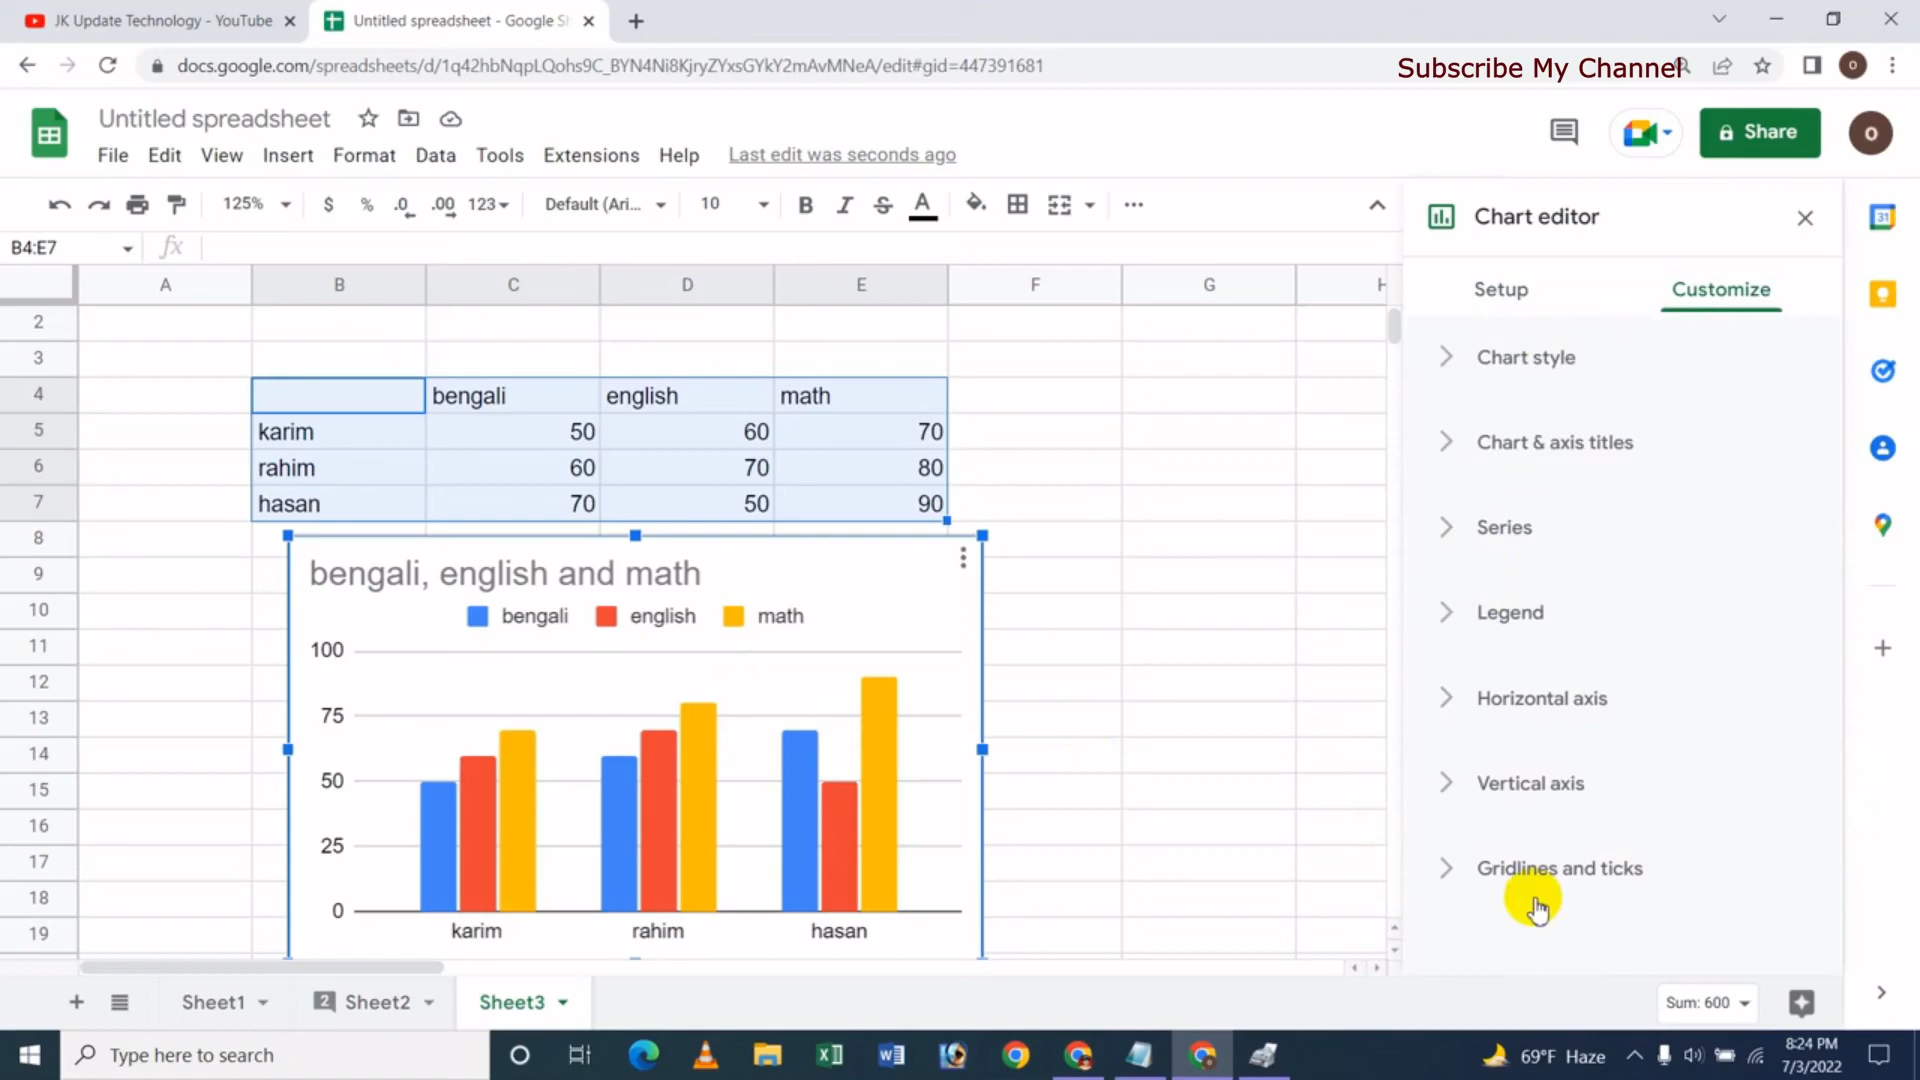 JK Update Technology - YouTube
Untitled spreadsheet - Google Sh
docs.google.com/spreadsheets/d/1q42hbNqpLQohs9C_BYN4Ni8KjryZYxsGYkY2mAvMNeA/edit#gid=447391681
Subscribe My Channel
O
Untitled spreadsheet
Share
O
File Edit View Insert Format Data Tools Extensions Help Last edit was seconds ago
125% $ % .0 .00 123 Default (Ari... 10 B I S A
Chart editor
31
B4:E7 fx
Setup Customize
A B C D E F G H
2
3
4 bengali english math
5 karim 50 60 70
6 rahim 60 70 80
7 hasan 70 50 90
8
9
10
11
12
13
14
15
16
17
18
19
bengali, english and math
bengali english math
100
75
50
25
0
karim rahim hasan
Chart style
Chart & axis titles
Series
Legend
Horizontal axis
Vertical axis
Gridlines and ticks
Sheet1 2 Sheet2 Sheet3 Sum: 600
Type here to search
69°F Haze
8:24 PM
7/3/2022